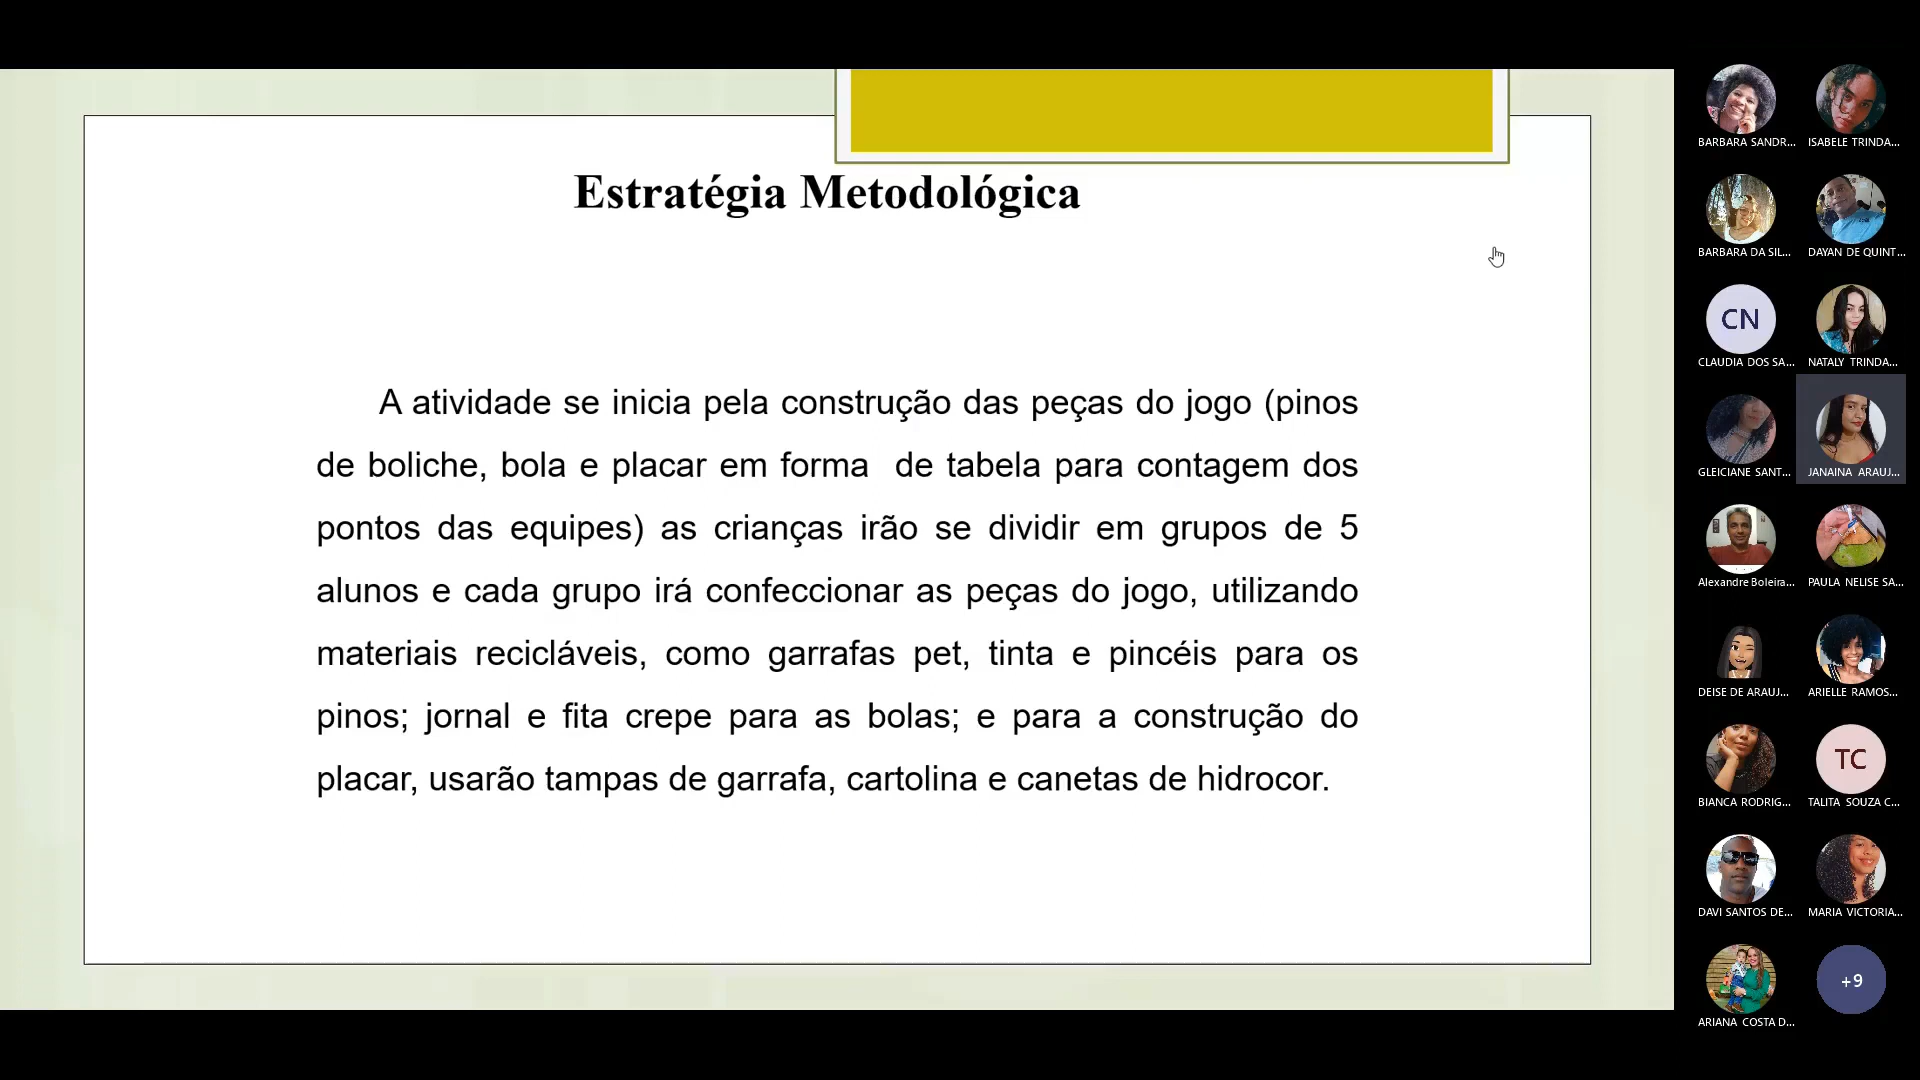 Estratégia Metodológica
A atividade se inicia pela construção das peças do jogo (pinos
de boliche, bola e placar em forma de tabela para contagem dos
pontos das equipes) as crianças irão se dividir em grupos de 5
alunos e cada grupo irá confeccionar as peças do jogo, utilizando
materiais recicláveis, como garrafas pet, tinta e pincéis para os
pinos; jornal e fita crepe para as bolas; e para a construção do
placar, usarão tampas de garrafa, cartolina e canetas de hidrocor.
BARBARA SANDR...
ISABELE TRINDA...
BARBARA DA SIL...
DAYAN DE QUINT...
CN
CLAUDIA DOS SA...
NATALY TRINDA...
GLEICIANE SANT...
JANAINA ARAUJ...
Alexandre Boleira...
PAULA NELISE SA...
DEISE DE ARAUJ...
ARIELLE RAMOS...
BIANCA RODRIG...
TC
TALITA SOUZA C...
DAVI SANTOS DE...
MARIA VICTORIA...
ARIANA COSTA D...
+9